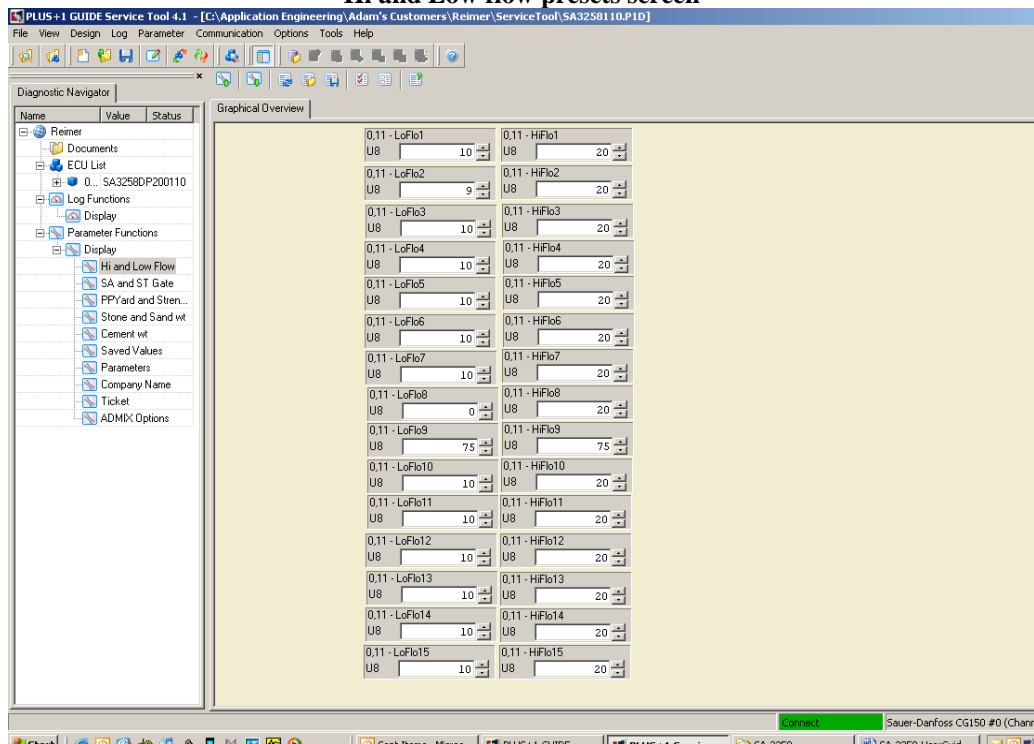 Hi and Low flow presets screen
PLUS+1 GUIDE Service Tool 4.1 - [C:\Application Engineering\Adam's Customers\Reimer\ServiceTool\SA3258110.P1D]
File View Design Log Parameter Communication Options Tools Help
Diagnostic Navigator
Graphical Overview
Name Value Status
Reimer
Documents
ECU List
0... SA3258DP200110
Log Functions
Display
Parameter Functions
Display
Hi and Low Flow
SA and ST Gate
PPYard and Stren...
Stone and Sand wt
Cement wt
Saved Values
Parameters
Company Name
Ticket
ADMIX Options
0,11 - LoFlo1 0,11 - HiFlo1
U8 10 U8 20
0,11 - LoFlo2 0,11 - HiFlo2
U8 9 U8 20
0,11 - LoFlo3 0,11 - HiFlo3
U8 10 U8 20
0,11 - LoFlo4 0,11 - HiFlo4
U8 10 U8 20
0,11 - LoFlo5 0,11 - HiFlo5
U8 10 U8 20
0,11 - LoFlo6 0,11 - HiFlo6
U8 10 U8 20
0,11 - LoFlo7 0,11 - HiFlo7
U8 10 U8 20
0,11 - LoFlo8 0,11 - HiFlo8
U8 0 U8 20
0,11 - LoFlo9 0,11 - HiFlo9
U8 75 U8 75
0,11 - LoFlo10 0,11 - HiFlo10
U8 10 U8 20
0,11 - LoFlo11 0,11 - HiFlo11
U8 10 U8 20
0,11 - LoFlo12 0,11 - HiFlo12
U8 10 U8 20
0,11 - LoFlo13 0,11 - HiFlo13
U8 10 U8 20
0,11 - LoFlo14 0,11 - HiFlo14
U8 10 U8 20
0,11 - LoFlo15 0,11 - HiFlo15
U8 10 U8 20
Connect Sauer-Danfoss CG150 #0 (Chann